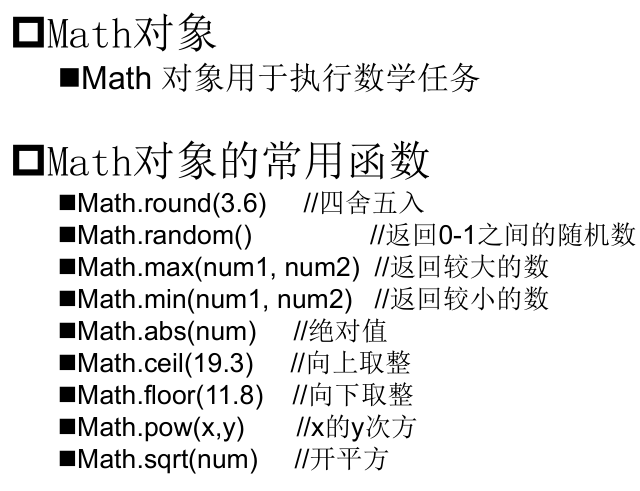 Math对象
Math 对象用于执行数学任务
Math对象的常用函数
Math.round(3.6) //四舍五入
Math.random() //返回0-1之间的随机数
Math.max(num1, num2) //返回较大的数
Math.min(num1, num2) //返回较小的数
Math.abs(num) //绝对值
Math.ceil(19.3) //向上取整
Math.floor(11.8) //向下取整
Math.pow(x,y) //x的y次方
Math.sqrt(num) //开平方